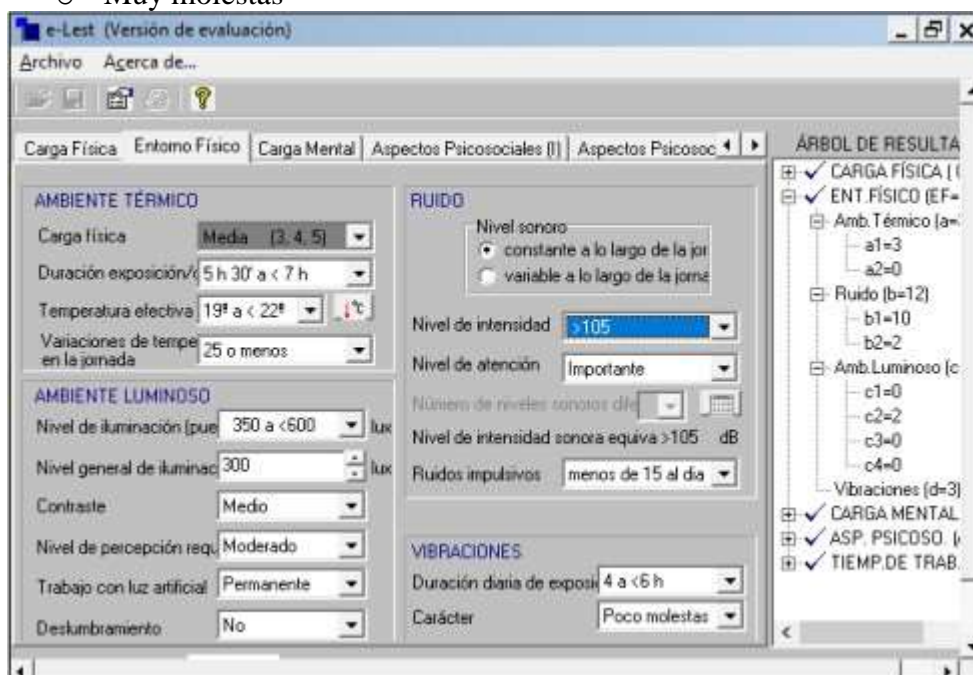 Muy molestas
e-Lest (Versión de evaluación)
Archivo Acerca de...
Carga Física Entorno Físico Carga Mental Aspectos Psicosociales (I) Aspectos Psicosoc
AMBIENTE TÉRMICO
Carga física Media (3, 4, 5)
Duración exposición/ 5 h 30' a < 7 h
Temperatura efectiva 19º a < 22º ºC
Variaciones de tempe
en la jornada
25 o menos
AMBIENTE LUMINOSO
Nivel de iluminación (pue 350 a <600 lux
Nivel general de iluminac 300 lux
Contraste Medio
Nivel de percepción requ Moderado
Trabajo con luz artificial Permanente
Deslumbramiento No
RUIDO
Nivel sonoro
constante a lo largo de la jor
variable a lo largo de la jorna
Nivel de intensidad >105
Nivel de atención Importante
Número de niveles sonoros dife
Nivel de intensidad sonora equiva >105 dB
Ruidos impulsivos menos de 15 al dia
VIBRACIONES
Duración diaria de exposi 4 a <6 h
Carácter Poco molestas
ÁRBOL DE RESULTA
CARGA FÍSICA (
ENT.FÍSICO (EF=
Amb.Térmico (a=
a1=3
a2=0
Ruido (b=12)
b1=10
b2=2
Amb.Luminoso (c
c1=0
c2=2
c3=0
c4=0
Vibraciones (d=3)
CARGA MENTAL
ASP. PSICOSO. (
TIEMP.DE TRAB.